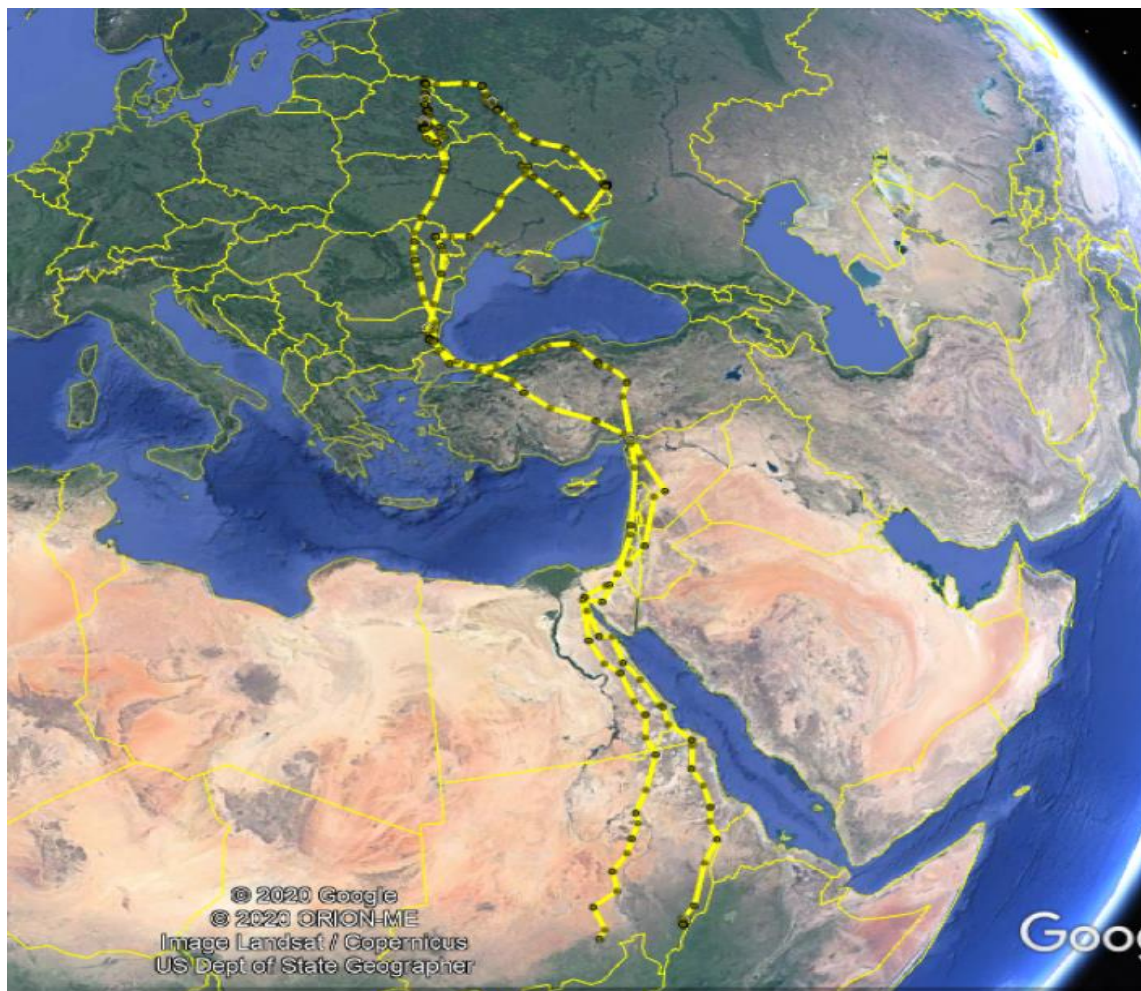 © 2020 Google
© 2020 ORION-ME
Image Landsat / Copernicus
US Dept of State Geographer
Goog